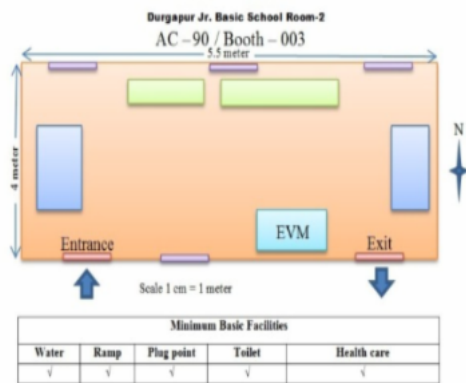 Durgapur Jr. Basic School Room-2
AC – 90 / Booth – 003
5.5 meter
4 meter
N
EVM
Entrance
Exit
Scale 1 cm = 1 meter
Minimum Basic Facilities
Water Ramp Plug point Toilet Health care
√ √ √ √ √